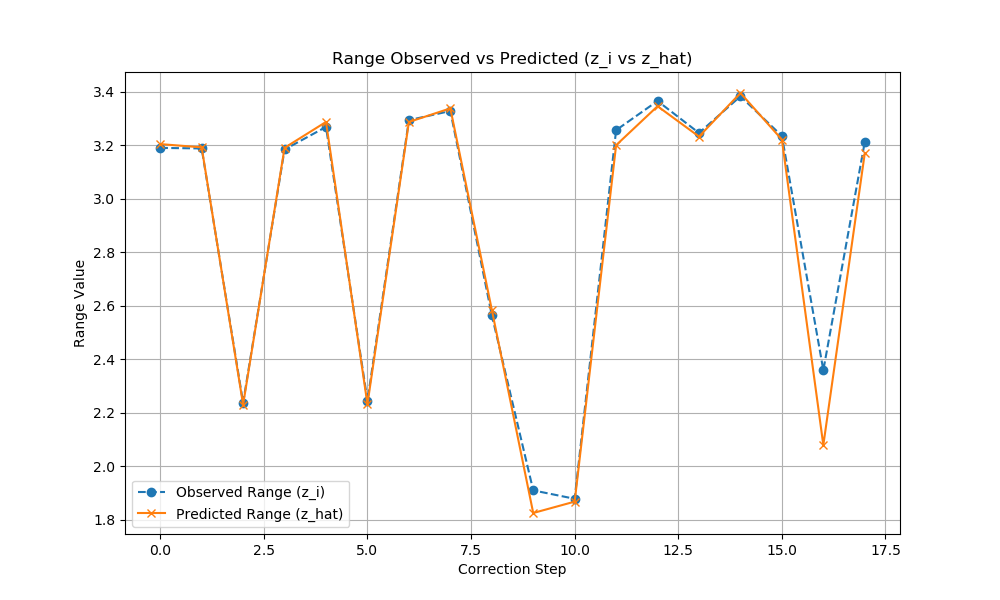 Range Observed vs Predicted (z_i vs z_hat)
3.4
3.2
3.0
2.8
2.6
2.4
2.2
2.0
1.8
Range Value
Observed Range (z_i)
Predicted Range (z_hat)
0.0 2.5 5.0 7.5 10.0 12.5 15.0 17.5
Correction Step